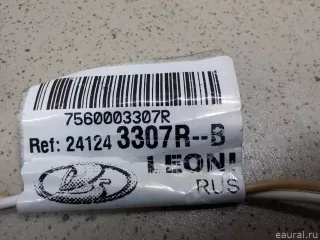 7560003307R
Ref: 24124 3307R--B
LEONI
RUS
eaural.ru